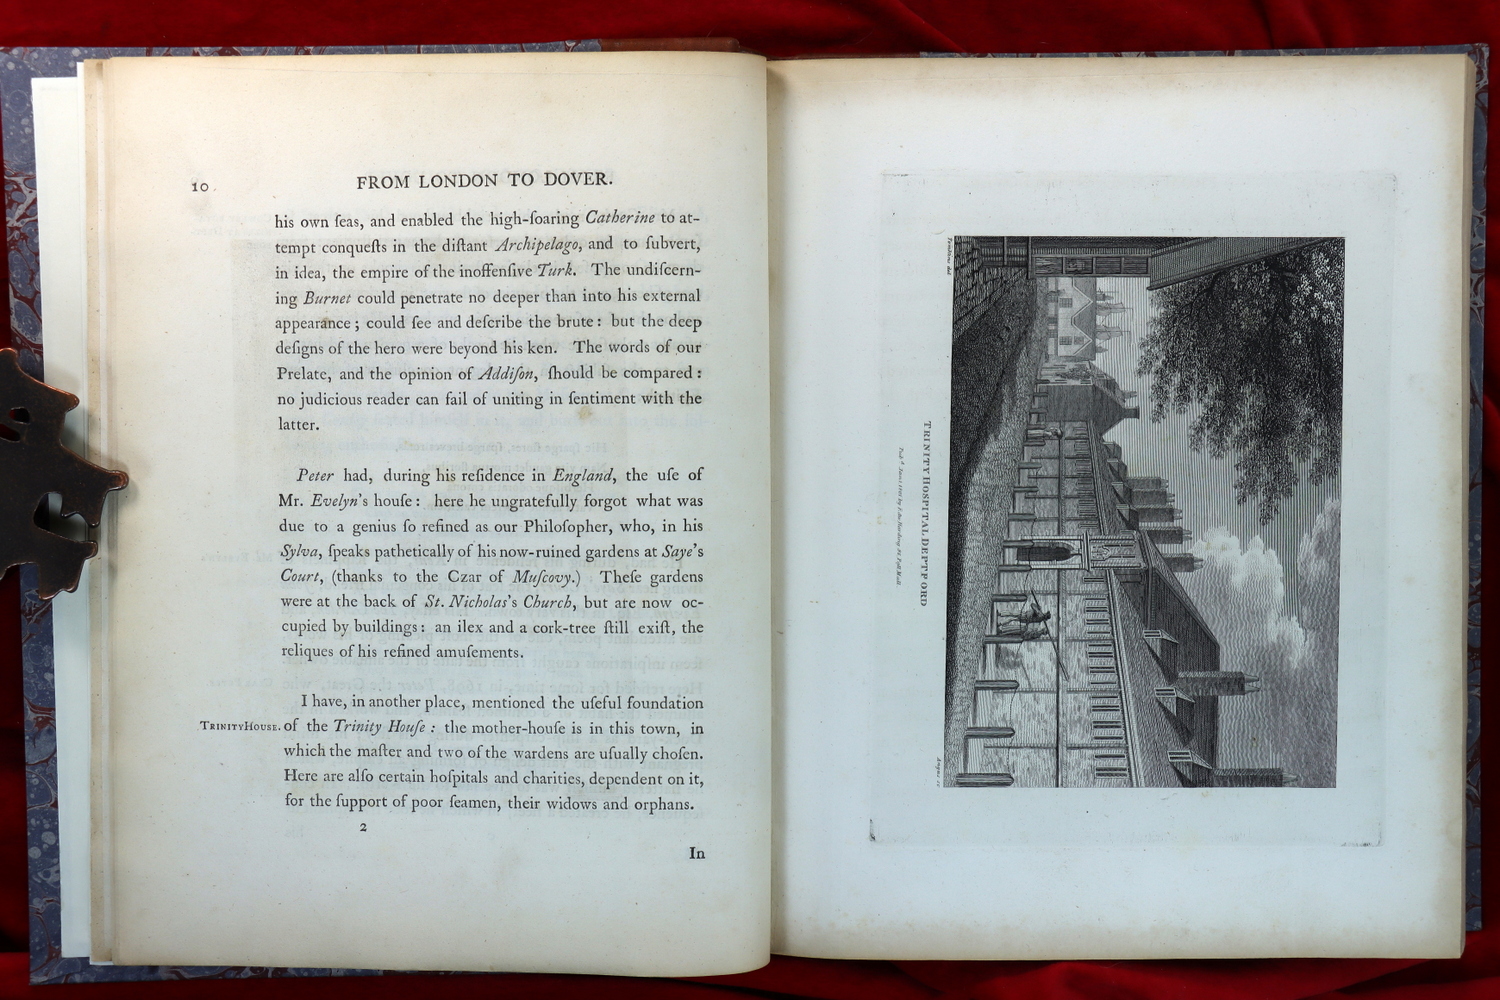 10
FROM LONDON TO DOVER.
his own ſeas, and enabled the high-ſoaring Catherine to at-
tempt conqueſts in the diſtant Archipelago, and to ſubvert,
in idea, the empire of the inoffenſive Turk. The undiſcern-
ing Burnet could penetrate no deeper than into his external
appearance; could ſee and deſcribe the brute: but the deep
deſigns of the hero were beyond his ken. The words of our
Prelate, and the opinion of Addiſon, ſhould be compared:
no judicious reader can fail of uniting in ſentiment with the
latter.
Peter had, during his reſidence in England, the uſe of
Mr. Evelyn's houſe: here he ungratefully forgot what was
due to a genius ſo refined as our Philoſopher, who, in his
Sylva, ſpeaks pathetically of his now-ruined gardens at Saye's
Court, (thanks to the Czar of Muſcovy.) Theſe gardens
were at the back of St. Nicholas's Church, but are now oc-
cupied by buildings: an ilex and a cork-tree ſtill exiſt, the
reliques of his refined amuſements.
I have, in another place, mentioned the uſeful foundation
TRINITY HOUSE. of the Trinity Houſe: the mother-houſe is in this town, in
which the maſter and two of the wardens are uſually choſen.
Here are alſo certain hoſpitals and charities, dependent on it,
for the ſupport of poor ſeamen, their widows and orphans.
2
In
TRINITY HOSPITAL DEPTFORD